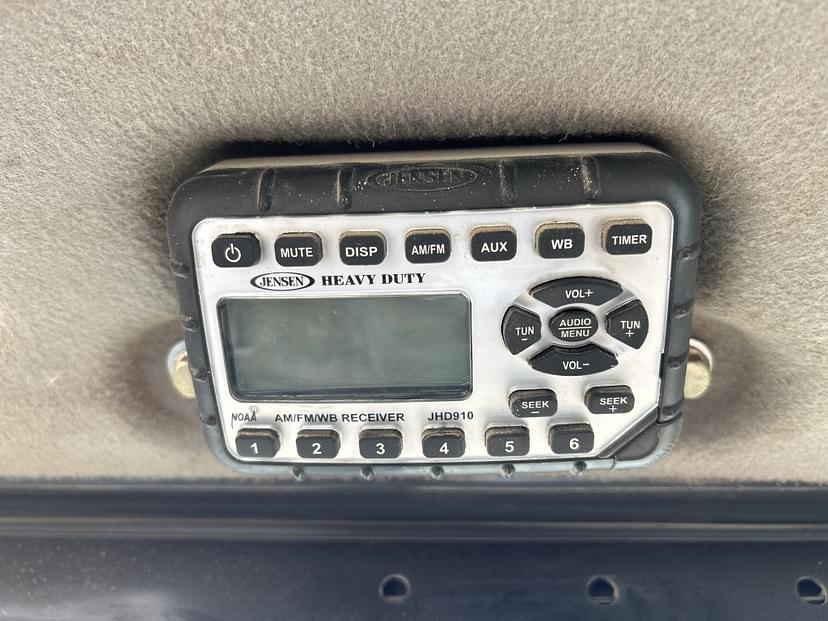 JENSEN
MUTE DISP AM/FM AUX WB TIMER
JENSEN HEAVY DUTY
VOL+
TUN - AUDIO MENU TUN +
VOL-
SEEK - SEEK +
NOAA AM/FM/WB RECEIVER JHD910
1 2 3 4 5 6